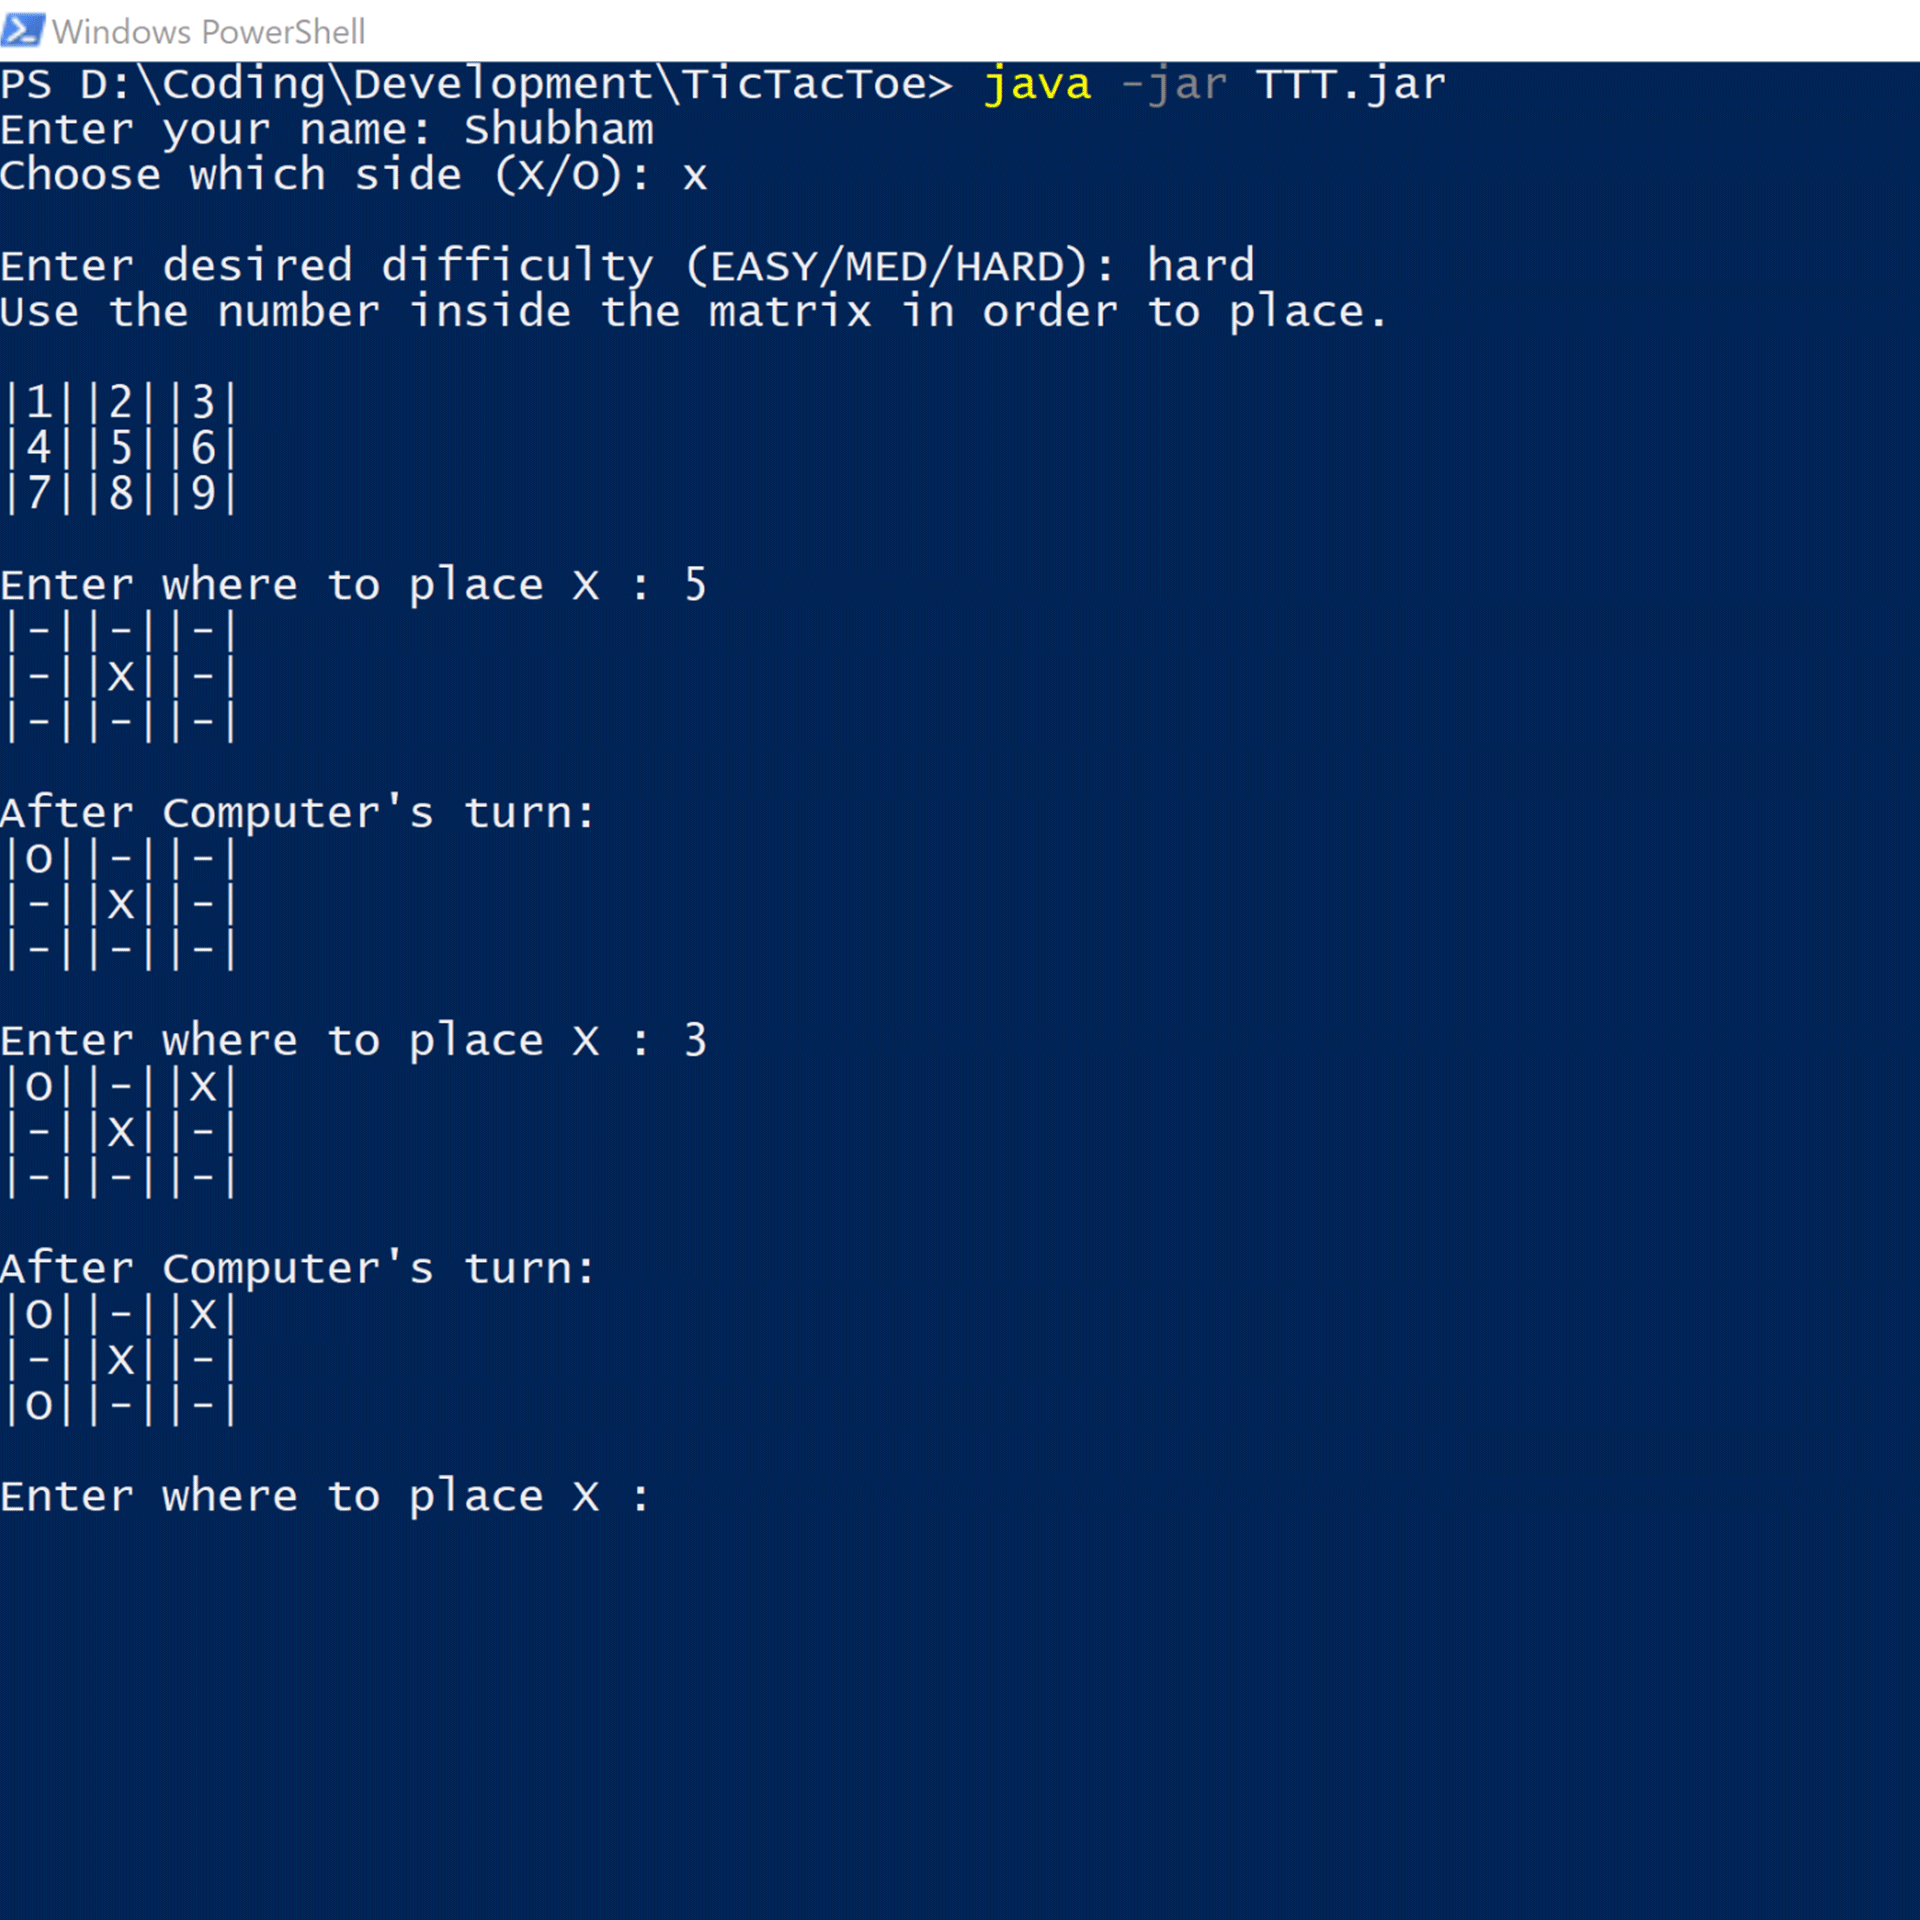 Windows PowerShell
PS D:\Coding\Development\TicTacToe> java -jar TTT.jar
Enter your name: Shubham
Choose which side (X/O): x
Enter desired difficulty (EASY/MED/HARD): hard
Use the number inside the matrix in order to place.
|1||2||3|
|4||5||6|
|7||8||9|
Enter where to place X : 5
|-||-||-|
|-||X||-|
|-||-||-|
After Computer's turn:
|O||-||-|
|-||X||-|
|-||-||-|
Enter where to place X : 3
|O||-||X|
|-||X||-|
|-||-||-|
After Computer's turn:
|O||-||X|
|-||X||-|
|O||-||-|
Enter where to place X :